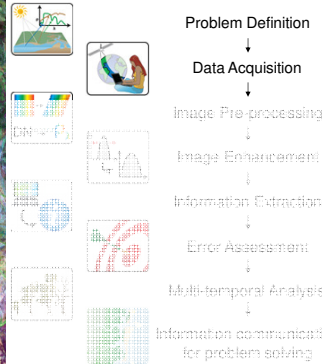 Problem Definition
Data Acquisition
Image Pre-processing
Image Enhancement
Information Extraction
Error Assessment
Multi-temporal Analysis
Information communicati
for problem solving